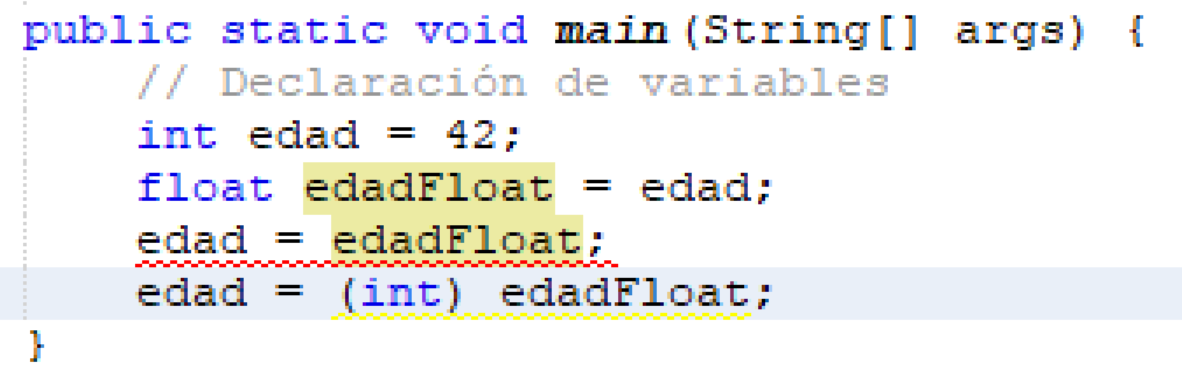 public static void main(String[] args) {
// Declaración de variables
int edad = 42;
float edadFloat = edad;
edad = edadFloat;
edad = (int) edadFloat;
}